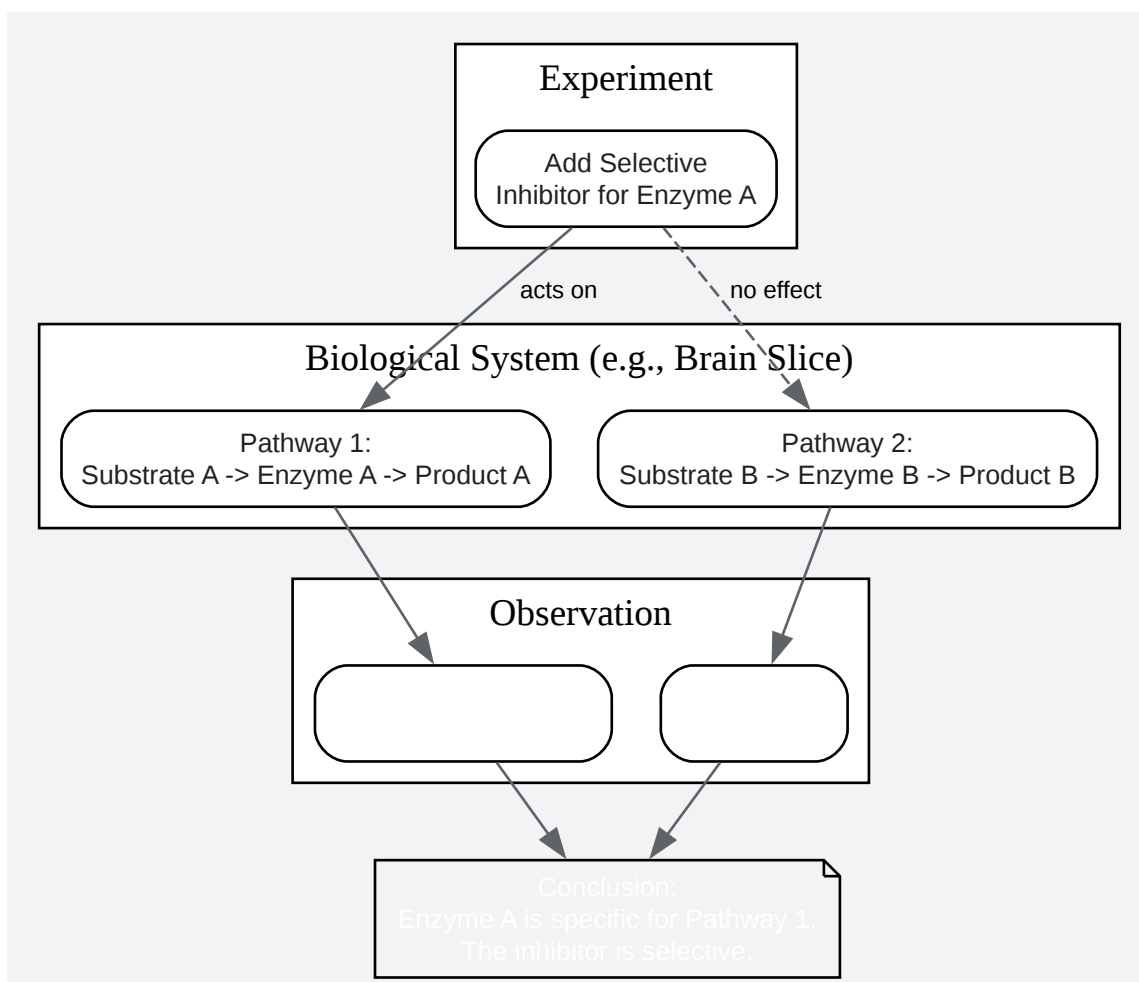 Experiment
Add Selective
Inhibitor for Enzyme A
acts on
no effect
Biological System (e.g., Brain Slice)
Pathway 1:
Substrate A -> Enzyme A -> Product A
Pathway 2:
Substrate B -> Enzyme B -> Product B
Observation
Conclusion:
Enzyme A is specific for Pathway 1.
The inhibitor is selective.